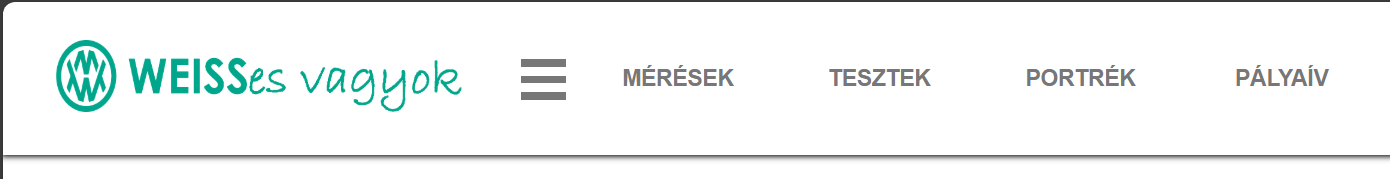 WEISSes vagyok
MÉRÉSEK TESZTEK PORTRÉK PÁLYAÍV